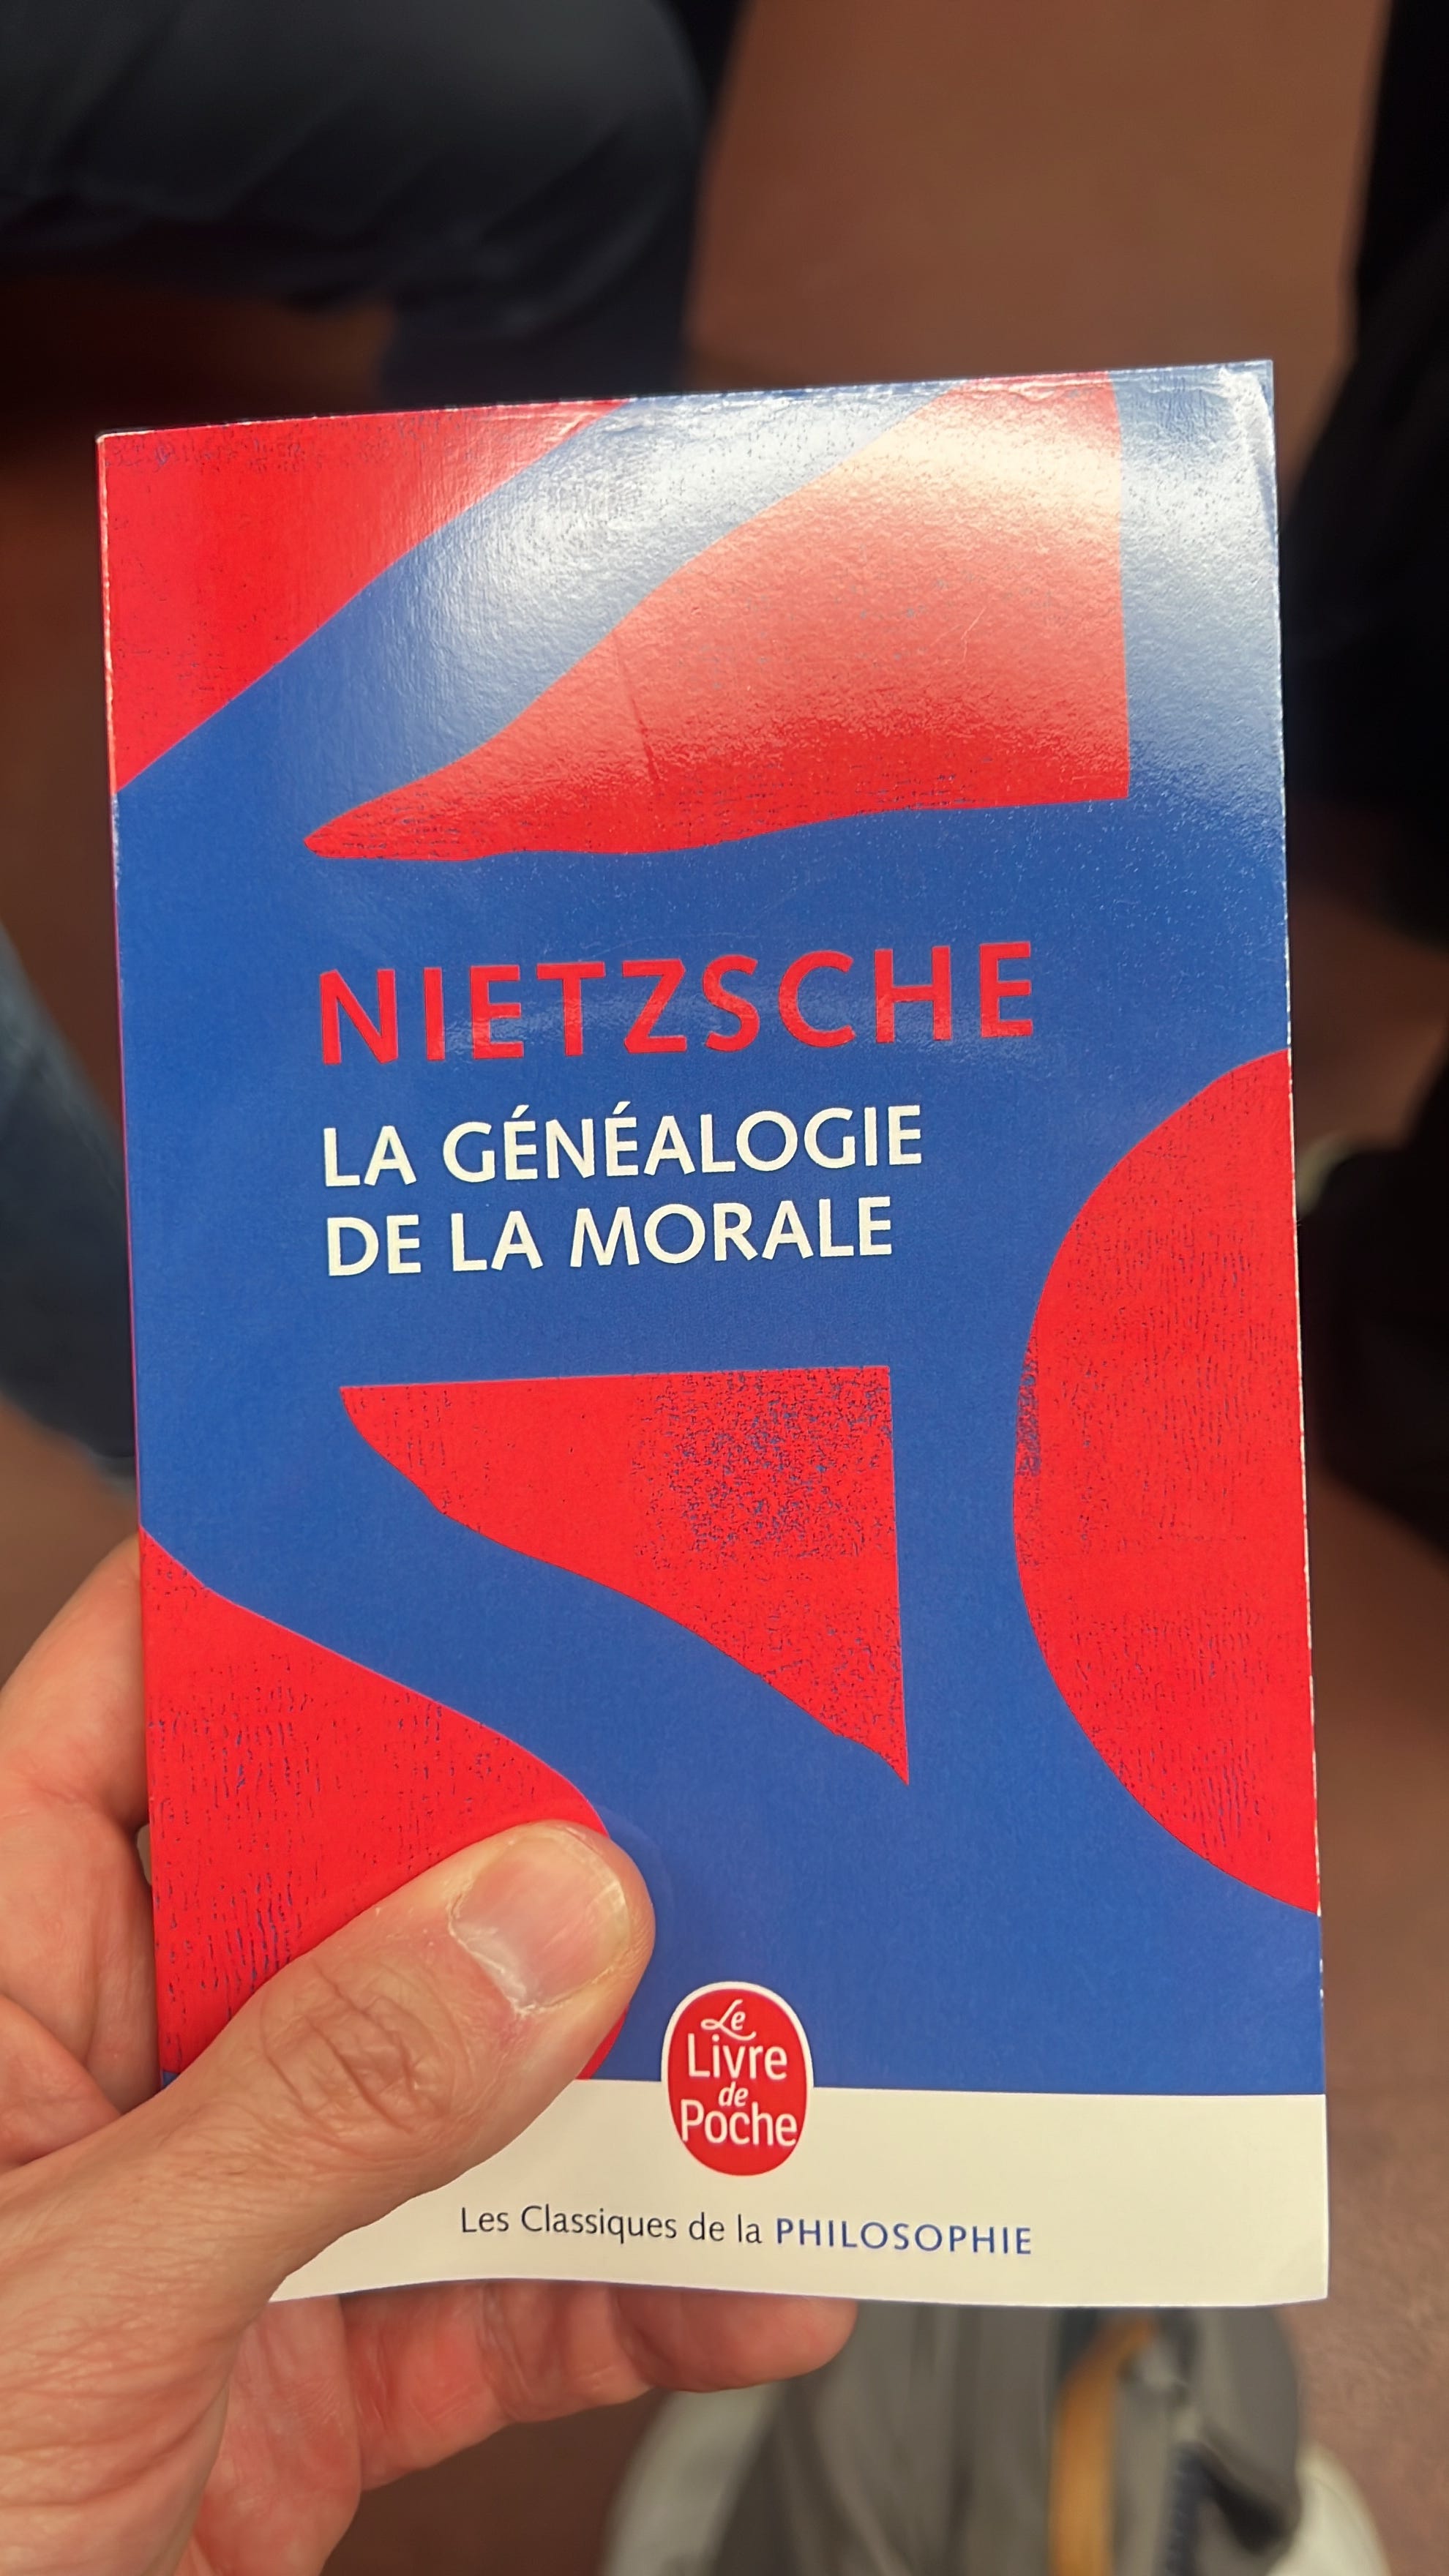 NIETZSCHE
LA GÉNÉALOGIE
DE LA MORALE
Le
Livre
de
Poche
Les Classiques de la PHILOSOPHIE